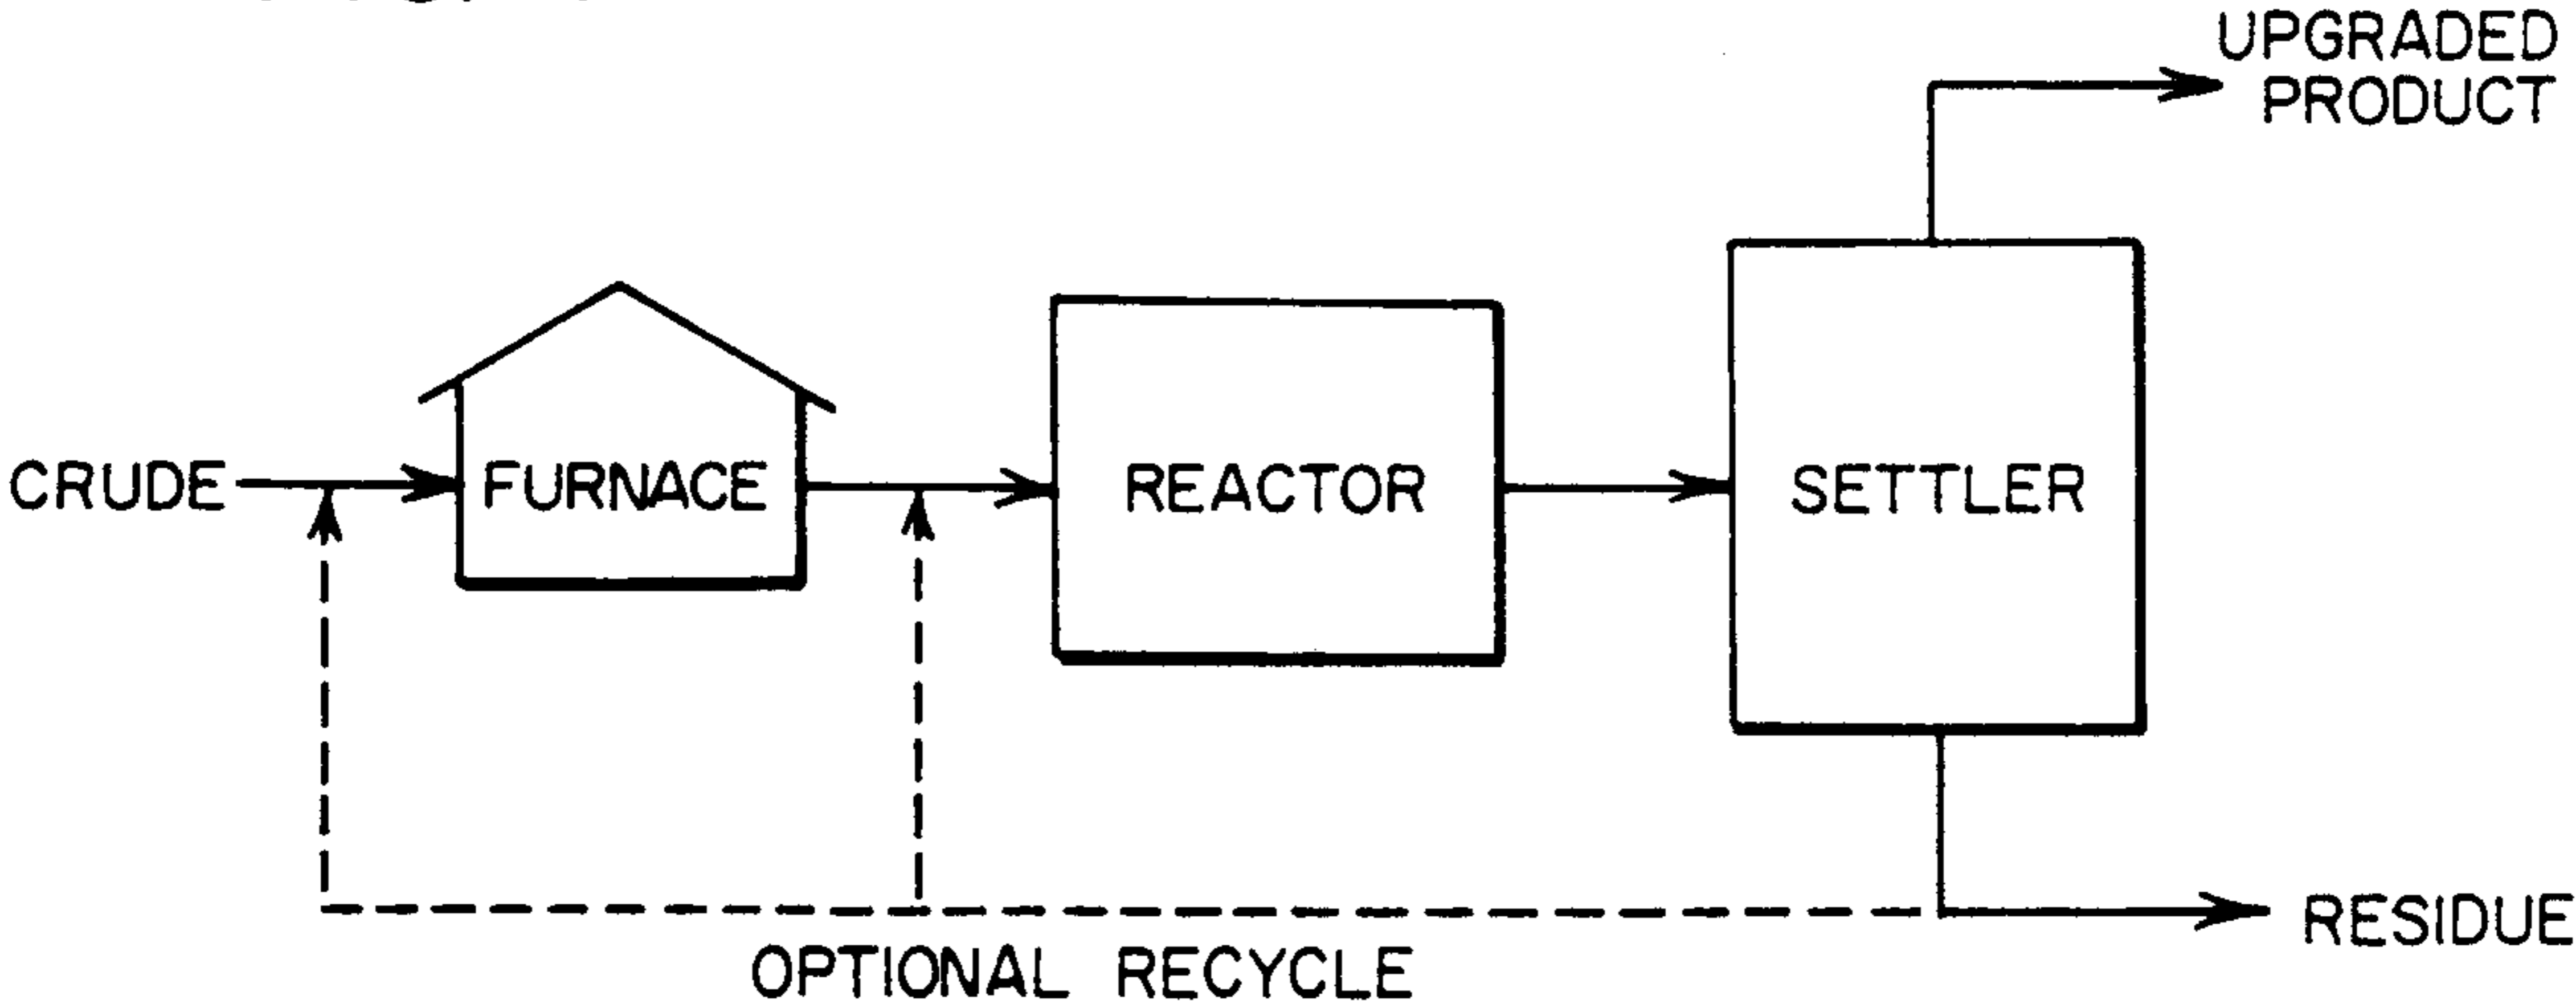 UPGRADED
PRODUCT
CRUDE FURNACE REACTOR SETTLER
RESIDUE
OPTIONAL RECYCLE